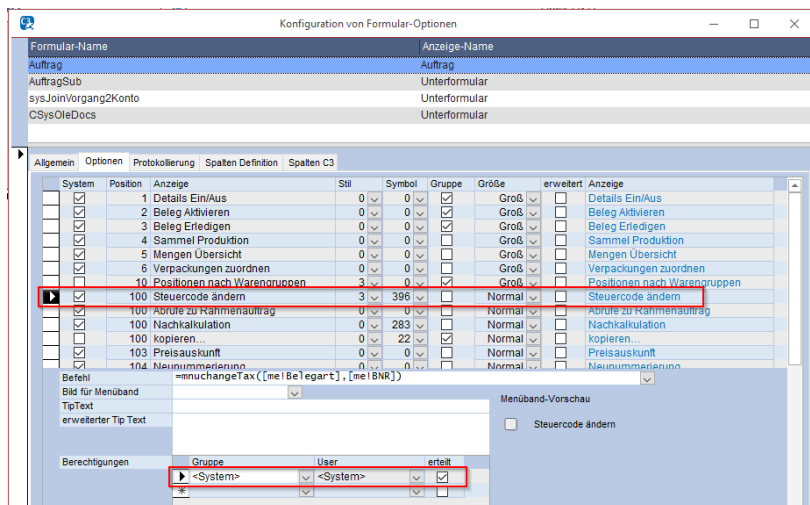 Konfiguration von Formular-Optionen
Formular-Name Anzeige-Name
Auftrag Auftrag
AuftragSub Unterformular
sysJoinVorgang2Konto Unterformular
CSysOleDocs Unterformular
Allgemein Optionen Protokollierung Spalten Definition Spalten C3
System Position Anzeige Stil Symbol Gruppe Größe erweitert Anzeige
1 Details Ein/Aus 0 0 Groß Details Ein/Aus
2 Beleg Aktivieren 0 0 Groß Beleg Aktivieren
3 Beleg Erledigen 0 0 Groß Beleg Erledigen
4 Sammel Produktion 0 0 Groß Sammel Produktion
5 Mengen Übersicht 0 0 Groß Mengen Übersicht
6 Verpackungen zuordnen 0 0 Groß Verpackungen zuordnen
10 Positionen nach Warengruppen 3 0 Groß Positionen nach Warengruppen
100 Steuercode ändern 3 396 Normal Steuercode ändern
100 Abrufe zu Rahmenauftrag 0 0 Normal Abrufe zu Rahmenauftrag
100 Nachkalkulation 0 283 Normal Nachkalkulation
100 kopieren... 0 22 Normal kopieren...
103 Preisauskunft 0 0 Normal Preisauskunft
104 Neunummerierung 0 0 Normal Neunummerierung
Befehl =mnuchangeTax([me!Belegart],[me!BNR])
Bild für Menüband
TipText
erweiterter Tip Text
Menüband-Vorschau
Steuercode ändern
Berechtigungen Gruppe User erteilt
<System> <System>